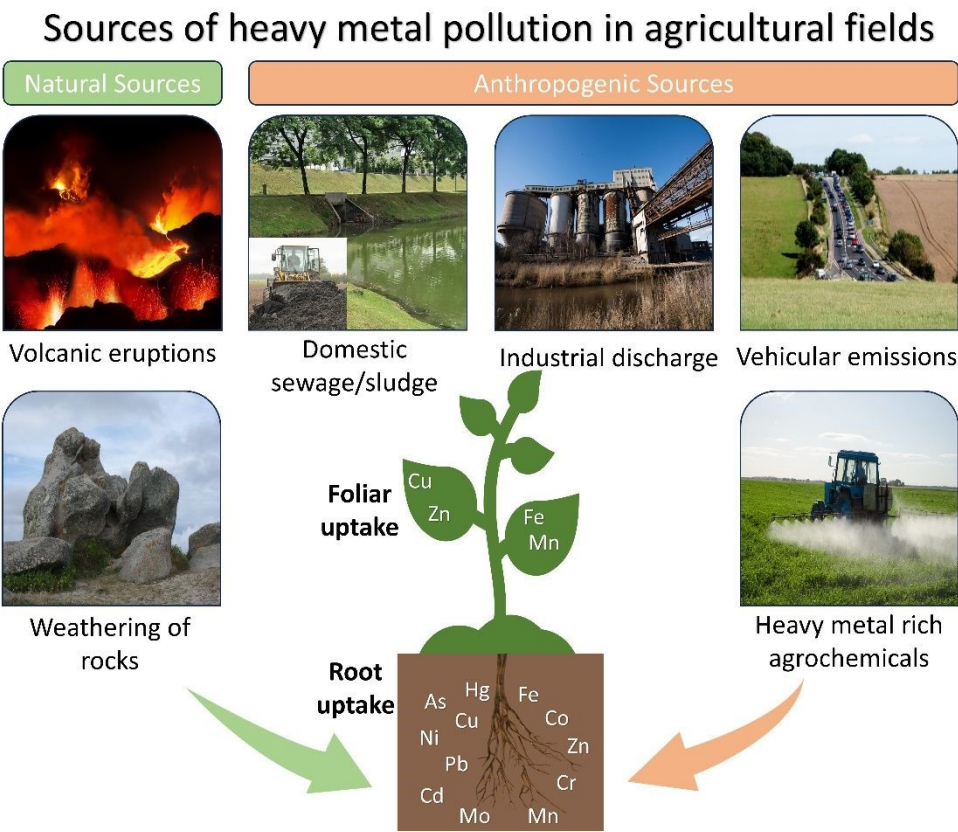 Sources of heavy metal pollution in agricultural fields
Natural Sources
Anthropogenic Sources
Volcanic eruptions
Domestic
sewage/sludge
Industrial discharge
Vehicular emissions
Weathering of
rocks
Foliar
uptake
Cu
Zn
Fe
Mn
Heavy metal rich
agrochemicals
Root
uptake
As
Hg
Fe
Cu
Co
Ni
Zn
Pb
Cr
Cd
Mo
Mn